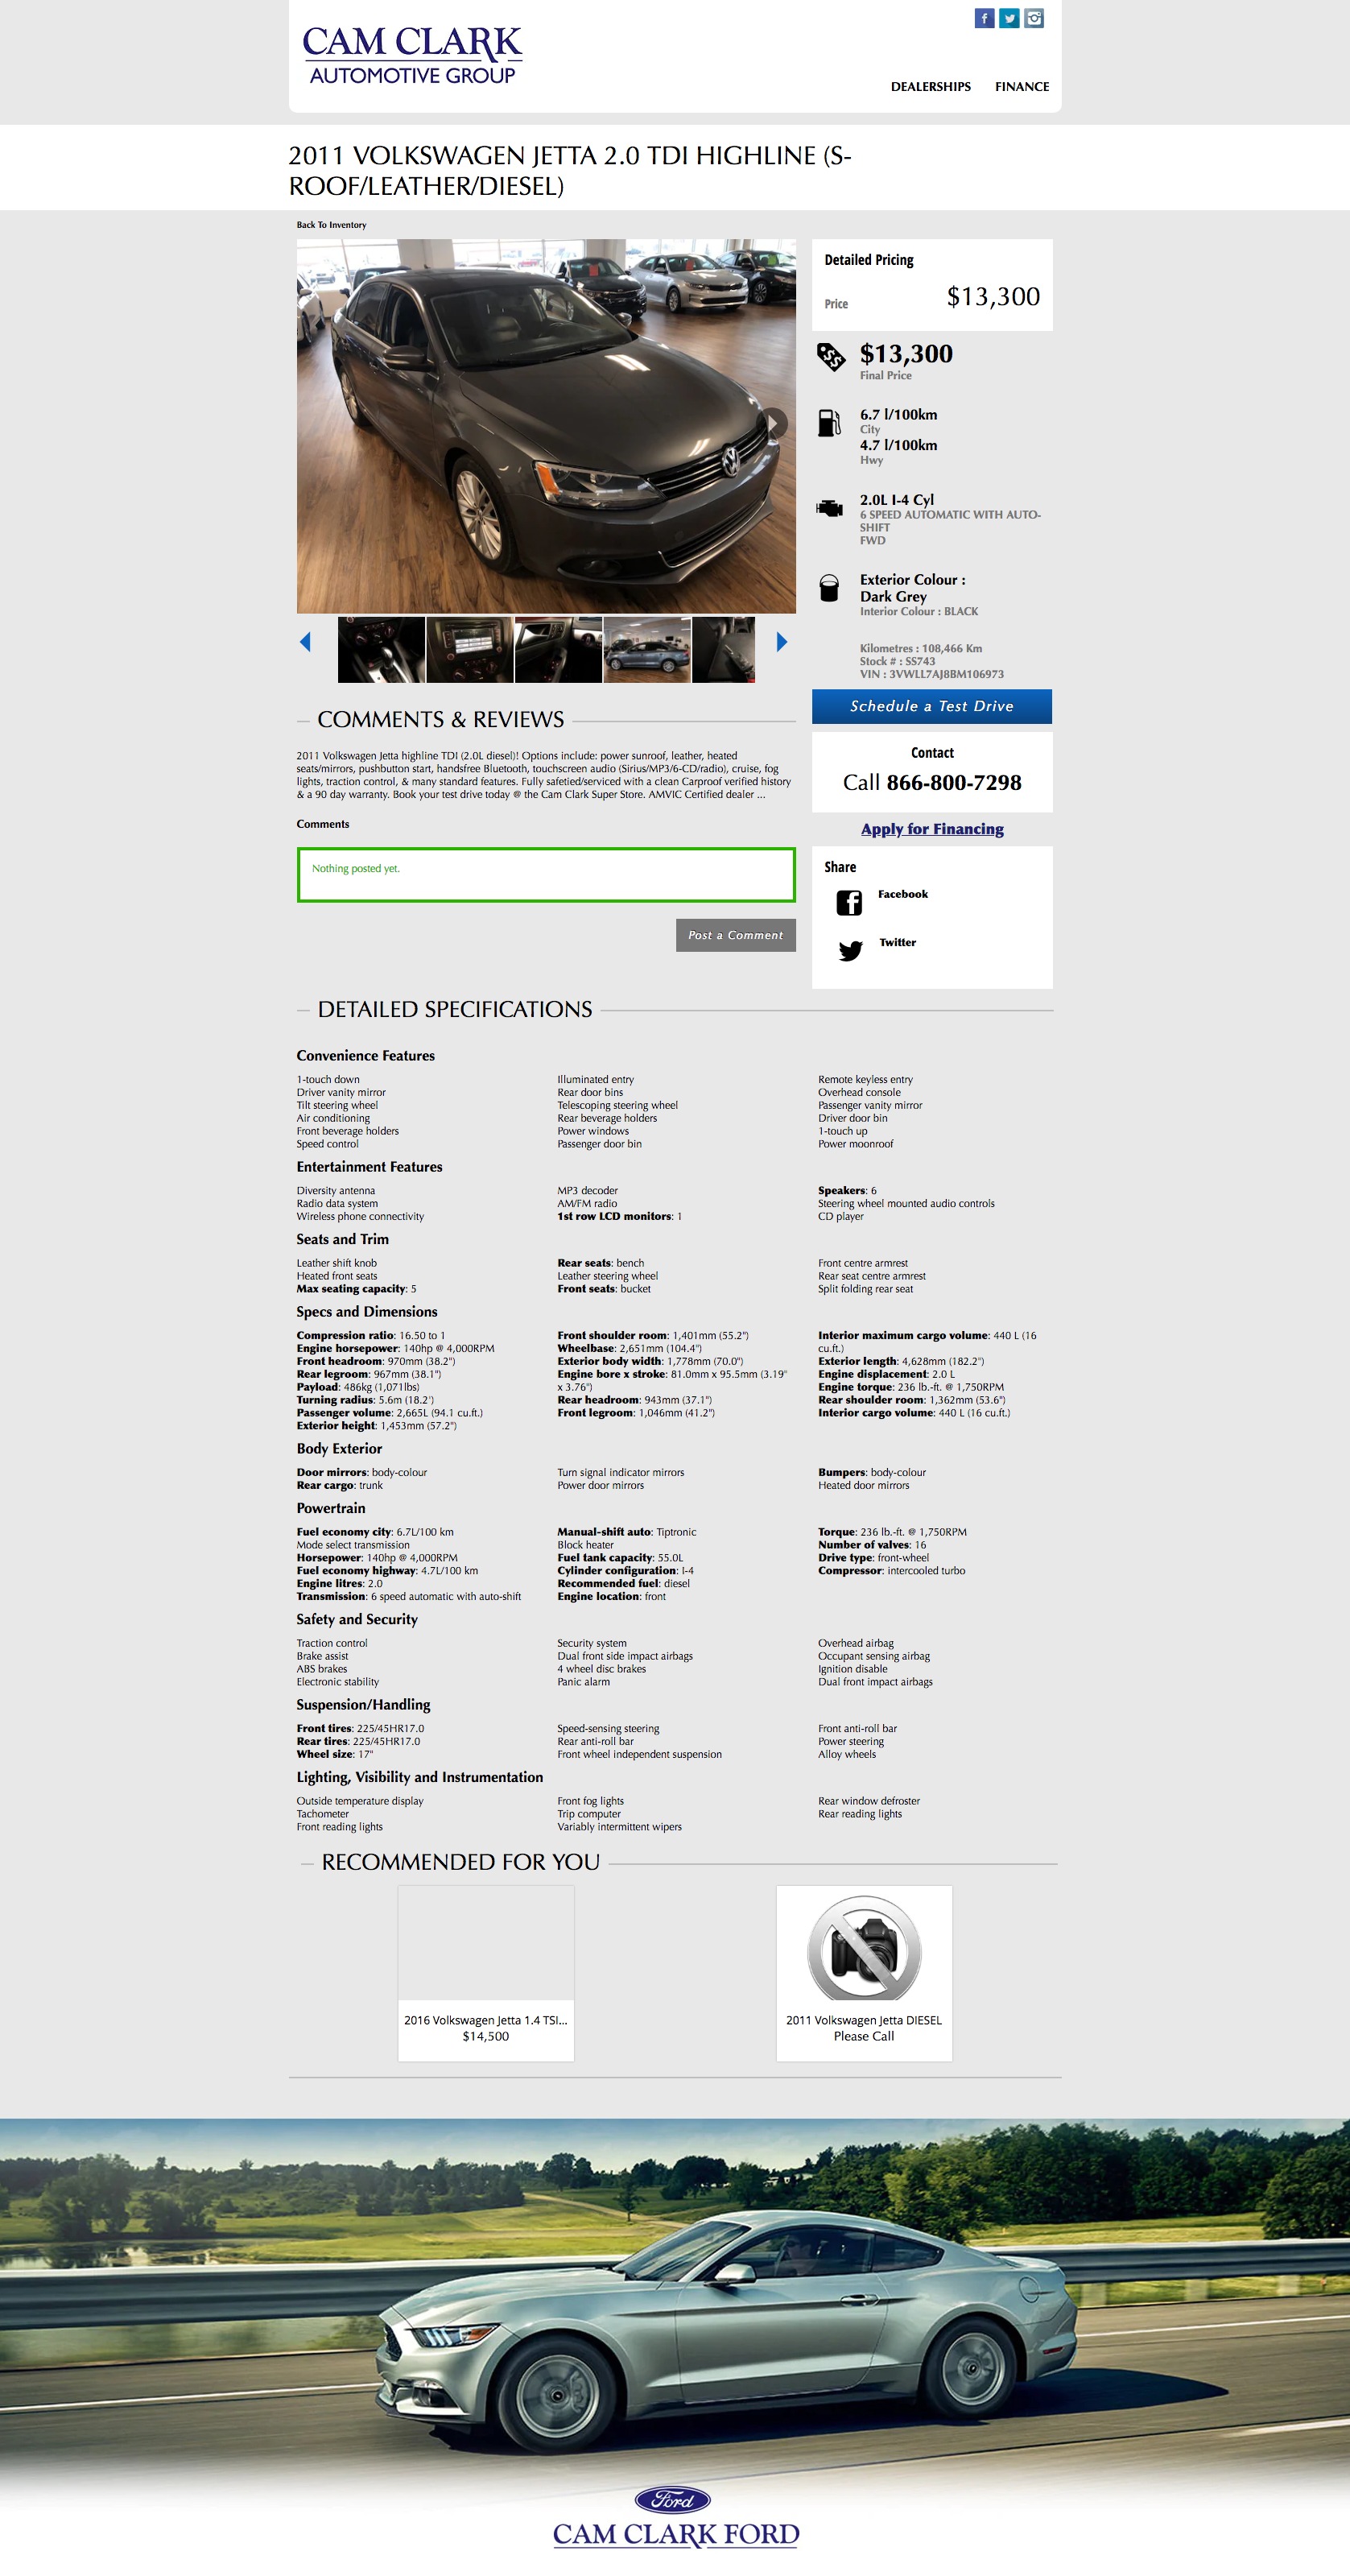 CAM CLARK
AUTOMOTIVE GROUP
DEALERSHIPS FINANCE
2011 VOLKSWAGEN JETTA 2.0 TDI HIGHLINE (S-
ROOF/LEATHER/DIESEL)
Back To Inventory
Detailed Pricing
Price $13,300
$13,300
Final Price
6.7 l/100km
City
4.7 l/100km
Hwy
2.0L I-4 Cyl
6 SPEED AUTOMATIC WITH AUTO-
SHIFT
FWD
Exterior Colour :
Dark Grey
Interior Colour : BLACK
Kilometres : 108,466 Km
Stock # : SS743
VIN : 3VWLL7AJ8BM106973
Schedule a Test Drive
Contact
Call 866-800-7298
Apply for Financing
Share
Facebook
Twitter
COMMENTS & REVIEWS
2011 Volkswagen Jetta highline TDI (2.0L diesel)! Options include: power sunroof, leather, heated
seats/mirrors, pushbutton start, handsfree Bluetooth, touchscreen audio (Sirius/MP3/6-CD/radio), cruise, fog
lights, traction control, & many standard features. Fully safetied/serviced with a clean Carproof verified history
& a 90 day warranty. Book your test drive today @ the Cam Clark Super Store. AMVIC Certified dealer ...
Comments
Nothing posted yet.
Post a Comment
DETAILED SPECIFICATIONS
Convenience Features
1-touch down Illuminated entry Remote keyless entry
Driver vanity mirror Rear door bins Overhead console
Tilt steering wheel Telescoping steering wheel Passenger vanity mirror
Air conditioning Rear beverage holders Driver door bin
Front beverage holders Power windows 1-touch up
Speed control Passenger door bin Power moonroof
Entertainment Features
Diversity antenna MP3 decoder Speakers: 6
Radio data system AM/FM radio Steering wheel mounted audio controls
Wireless phone connectivity 1st row LCD monitors: 1 CD player
Seats and Trim
Leather shift knob Rear seats: bench Front centre armrest
Heated front seats Leather steering wheel Rear seat centre armrest
Max seating capacity: 5 Front seats: bucket Split folding rear seat
Specs and Dimensions
Compression ratio: 16.50 to 1 Front shoulder room: 1,401mm (55.2") Interior maximum cargo volume: 440 L (16
Engine horsepower: 140hp @ 4,000RPM Wheelbase: 2,651mm (104.4") cu.ft.)
Front headroom: 970mm (38.2") Exterior body width: 1,778mm (70.0") Exterior length: 4,628mm (182.2")
Rear legroom: 967mm (38.1") Engine bore x stroke: 81.0mm x 95.5mm (3.19" Engine displacement: 2.0 L
Payload: 486kg (1,071lbs) x 3.76") Engine torque: 236 lb.-ft. @ 1,750RPM
Turning radius: 5.6m (18.2') Rear headroom: 943mm (37.1") Rear shoulder room: 1,362mm (53.6")
Passenger volume: 2,665L (94.1 cu.ft.) Front legroom: 1,046mm (41.2") Interior cargo volume: 440 L (16 cu.ft.)
Exterior height: 1,453mm (57.2")
Body Exterior
Door mirrors: body-colour Turn signal indicator mirrors Bumpers: body-colour
Rear cargo: trunk Power door mirrors Heated door mirrors
Powertrain
Fuel economy city: 6.7L/100 km Manual-shift auto: Tiptronic Torque: 236 lb.-ft. @ 1,750RPM
Mode select transmission Block heater Number of valves: 16
Horsepower: 140hp @ 4,000RPM Fuel tank capacity: 55.0L Drive type: front-wheel
Fuel economy highway: 4.7L/100 km Cylinder configuration: I-4 Compressor: intercooled turbo
Engine litres: 2.0 Recommended fuel: diesel
Transmission: 6 speed automatic with auto-shift Engine location: front
Safety and Security
Traction control Security system Overhead airbag
Brake assist Dual front side impact airbags Occupant sensing airbag
ABS brakes 4 wheel disc brakes Ignition disable
Electronic stability Panic alarm Dual front impact airbags
Suspension/Handling
Front tires: 225/45HR17.0 Speed-sensing steering Front anti-roll bar
Rear tires: 225/45HR17.0 Rear anti-roll bar Power steering
Wheel size: 17" Front wheel independent suspension Alloy wheels
Lighting, Visibility and Instrumentation
Outside temperature display Front fog lights Rear window defroster
Tachometer Trip computer Rear reading lights
Front reading lights Variably intermittent wipers
RECOMMENDED FOR YOU
2016 Volkswagen Jetta 1.4 TSI... 2011 Volkswagen Jetta DIESEL
$14,500 Please Call
Ford
CAM CLARK FORD